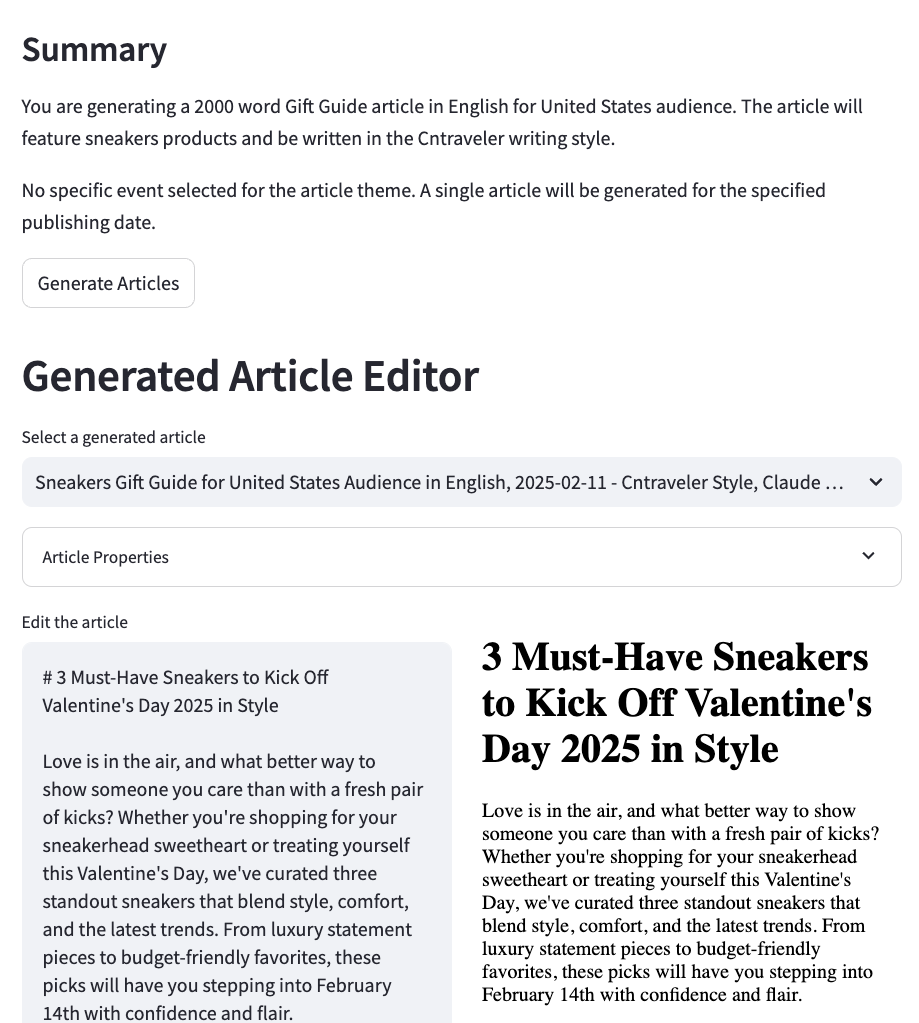 Summary
You are generating a 2000 word Gift Guide article in English for United States audience. The article will
feature sneakers products and be written in the Cntraveler writing style.
No specific event selected for the article theme. A single article will be generated for the specified
publishing date.
Generate Articles
Generated Article Editor
Select a generated article
Sneakers Gift Guide for United States Audience in English, 2025-02-11 - Cntraveler Style, Claude …
Article Properties
Edit the article
# 3 Must-Have Sneakers to Kick Off
Valentine's Day 2025 in Style
Love is in the air, and what better way to
show someone you care than with a fresh pair
of kicks? Whether you're shopping for your
sneakerhead sweetheart or treating yourself
this Valentine's Day, we've curated three
standout sneakers that blend style, comfort,
and the latest trends. From luxury statement
pieces to budget-friendly favorites, these
picks will have you stepping into February
14th with confidence and flair.
3 Must-Have Sneakers
to Kick Off Valentine's
Day 2025 in Style
Love is in the air, and what better way to show
someone you care than with a fresh pair of kicks?
Whether you're shopping for your sneakerhead
sweetheart or treating yourself this Valentine's
Day, we've curated three standout sneakers that
blend style, comfort, and the latest trends. From
luxury statement pieces to budget-friendly
favorites, these picks will have you stepping into
February 14th with confidence and flair.